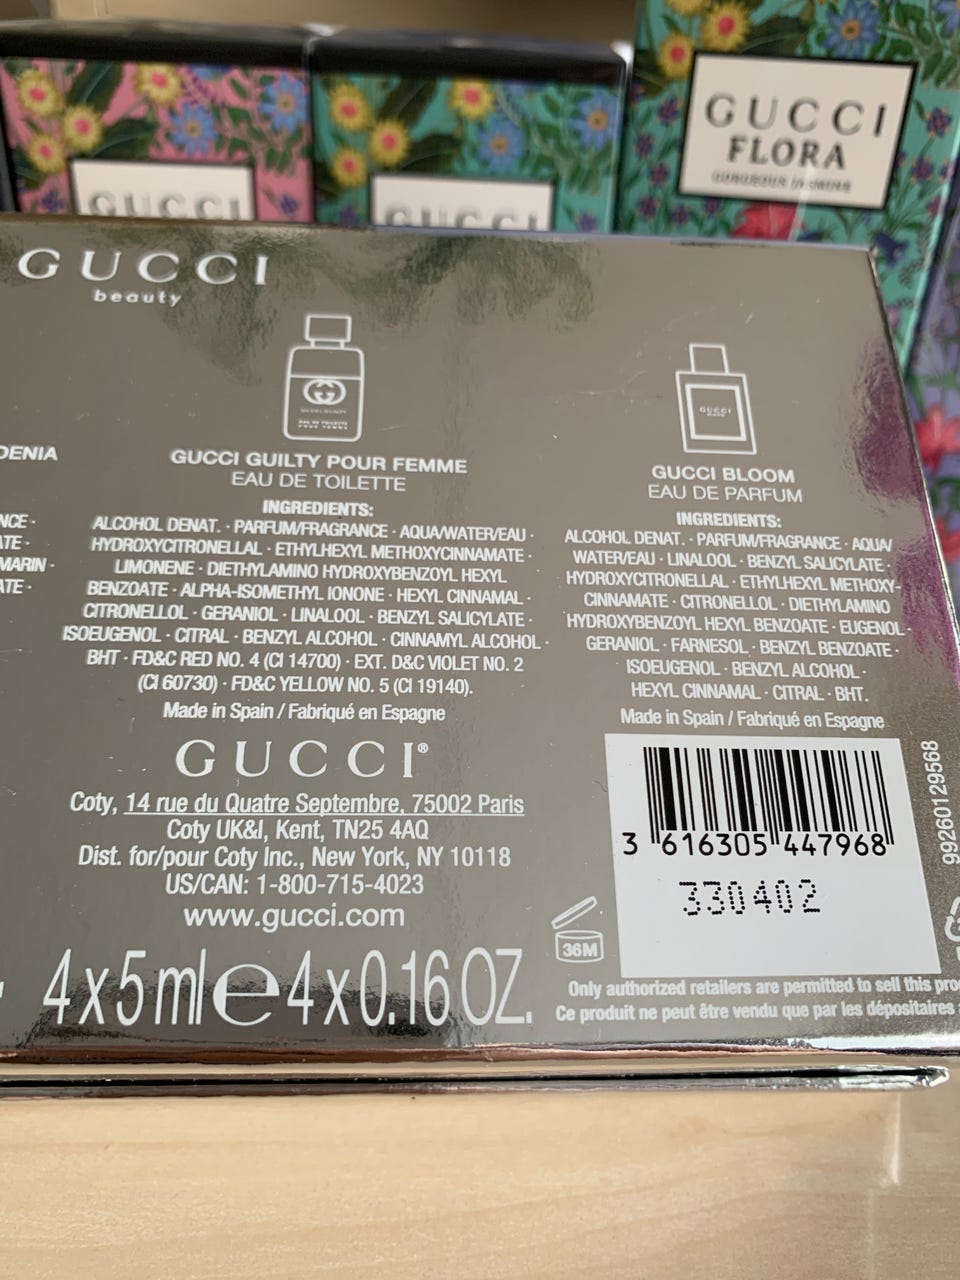 GUCCI
GUCCI
GUCCI
FLORA
GORGEOUS JASMINE
GUCCI
beauty
GUCCI
DENIA
GUCCI GUILTY POUR FEMME
EAU DE TOILETTE
INGREDIENTS:
ALCOHOL DENAT. · PARFUM/FRAGRANCE · AQUA/WATER/EAU ·
HYDROXYCITRONELLAL · ETHYLHEXYL METHOXYCINNAMATE ·
LIMONENE · DIETHYLAMINO HYDROXYBENZOYL HEXYL
BENZOATE · ALPHA-ISOMETHYL IONONE · HEXYL CINNAMAL ·
CITRONELLOL · GERANIOL · LINALOOL · BENZYL SALICYLATE ·
ISOEUGENOL · CITRAL · BENZYL ALCOHOL · CINNAMYL ALCOHOL ·
BHT · FD&C RED NO. 4 (CI 14700) · EXT. D&C VIOLET NO. 2
(CI 60730) · FD&C YELLOW NO. 5 (CI 19140).
Made in Spain / Fabriqué en Espagne
NCE ·
ATE ·
MARIN ·
ATE ·
GUCCI BLOOM
EAU DE PARFUM
INGREDIENTS:
ALCOHOL DENAT. · PARFUM/FRAGRANCE · AQUA/
WATER/EAU · LINALOOL · BENZYL SALICYLATE ·
HYDROXYCITRONELLAL · ETHYLHEXYL METHOXY-
CINNAMATE · CITRONELLOL · DIETHYLAMINO
HYDROXYBENZOYL HEXYL BENZOATE · EUGENOL ·
GERANIOL · FARNESOL · BENZYL BENZOATE ·
ISOEUGENOL · BENZYL ALCOHOL ·
HEXYL CINNAMAL · CITRAL · BHT.
Made in Spain / Fabriqué en Espagne
GUCCI®
Coty, 14 rue du Quatre Septembre, 75002 Paris
Coty UK&I, Kent, TN25 4AQ
Dist. for/pour Coty Inc., New York, NY 10118
US/CAN: 1-800-715-4023
www.gucci.com
4x5ml e 4x0.16 OZ.
36M
3 616305 447968
330402
99260129568
Only authorized retailers are permitted to sell this pro
Ce produit ne peut être vendu que par les dépositaires a